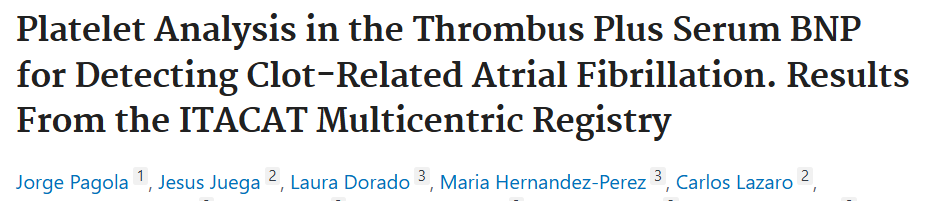 Platelet Analysis in the Thrombus Plus Serum BNP
for Detecting Clot-Related Atrial Fibrillation. Results
From the ITACAT Multicentric Registry
Jorge Pagola 1, Jesus Juega 2, Laura Dorado 3, Maria Hernandez-Perez 3, Carlos Lazaro 2,